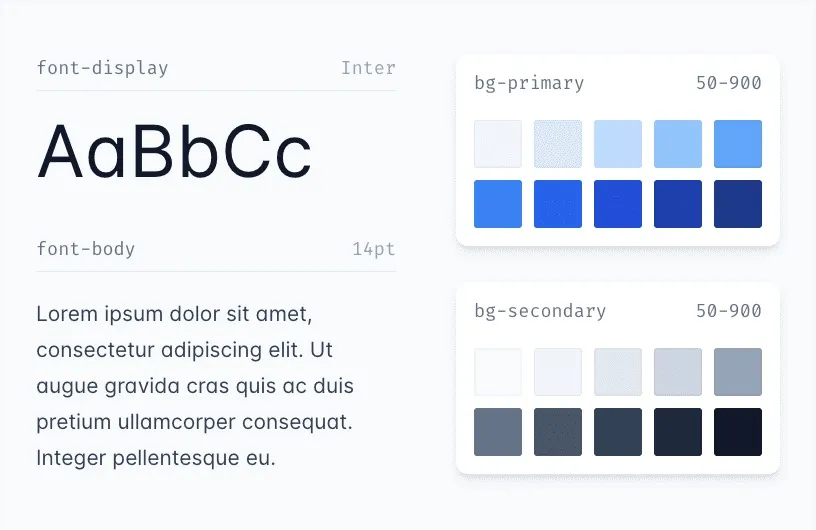 font-display Inter
AaBbCc
font-body 14pt
Lorem ipsum dolor sit amet,
consectetur adipiscing elit. Ut
augue gravida cras quis ac duis
pretium ullamcorper consequat.
Integer pellentesque eu.
bg-primary 50-900
bg-secondary 50-900